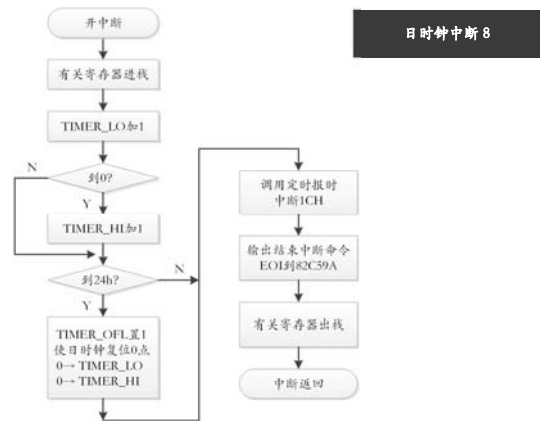 日时钟中断 8
开中断
有关寄存器进栈
TIMER_LO加1
N
到0?
Y
TIMER_HI加1
到24h?
N
Y
TIMER_OFL置1
使日时钟复位0点
0→ TIMER_LO
0→ TIMER_HI
调用定时报时
中断1CH
输出结束中断命令
EOI到82C59A
有关寄存器出栈
中断返回